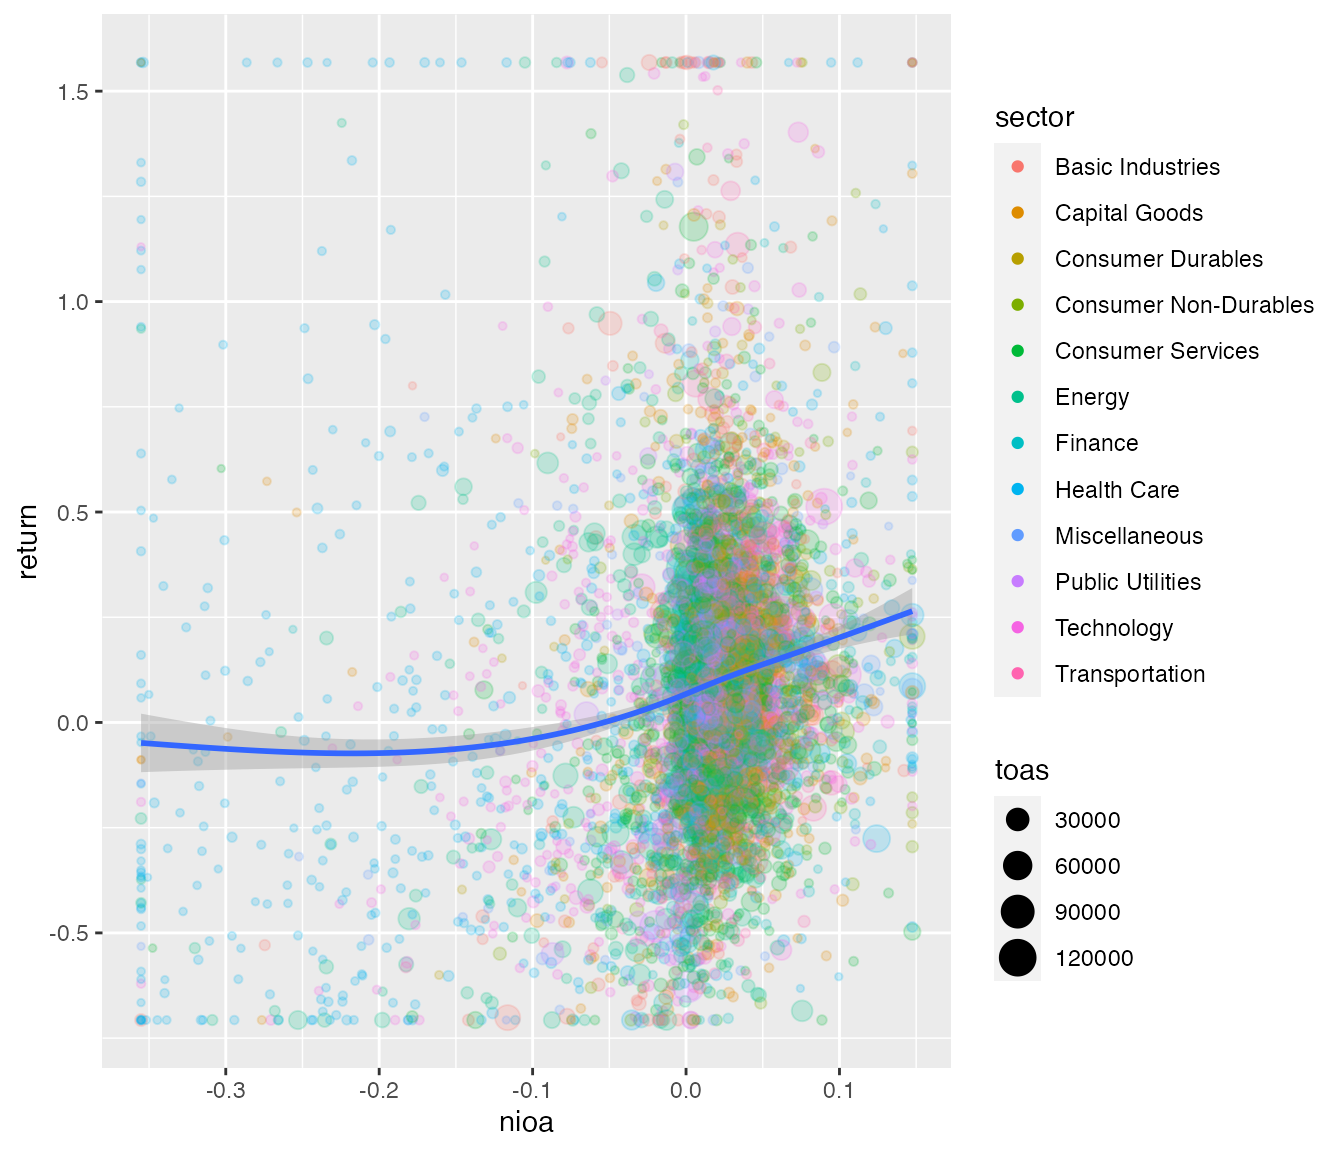 return
1.5
1.0
0.5
0.0
-0.5
-0.3
-0.2
-0.1
0.0
0.1
nioa
sector
Basic Industries
Capital Goods
Consumer Durables
Consumer Non-Durables
Consumer Services
Energy
Finance
Health Care
Miscellaneous
Public Utilities
Technology
Transportation
toas
30000
60000
90000
120000